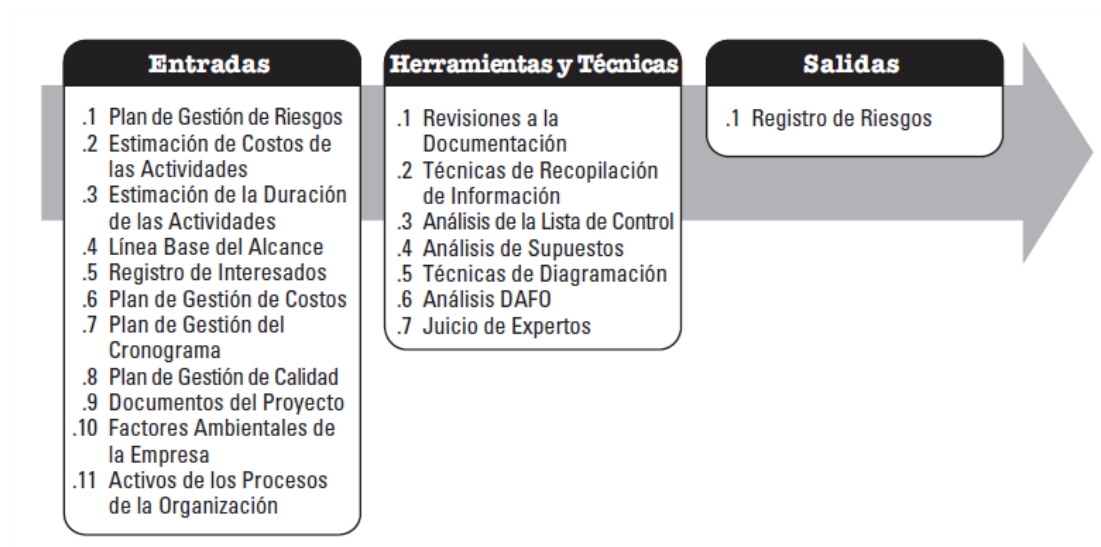 Entradas
.1 Plan de Gestión de Riesgos
.2 Estimación de Costos de
las Actividades
.3 Estimación de la Duración
de las Actividades
.4 Línea Base del Alcance
.5 Registro de Interesados
.6 Plan de Gestión de Costos
.7 Plan de Gestión del
Cronograma
.8 Plan de Gestión de Calidad
.9 Documentos del Proyecto
.10 Factores Ambientales de
la Empresa
.11 Activos de los Procesos
de la Organización
Herramientas y Técnicas
.1 Revisiones a la
Documentación
.2 Técnicas de Recopilación
de Información
.3 Análisis de la Lista de Control
.4 Análisis de Supuestos
.5 Técnicas de Diagramación
.6 Análisis DAFO
.7 Juicio de Expertos
Salidas
.1 Registro de Riesgos